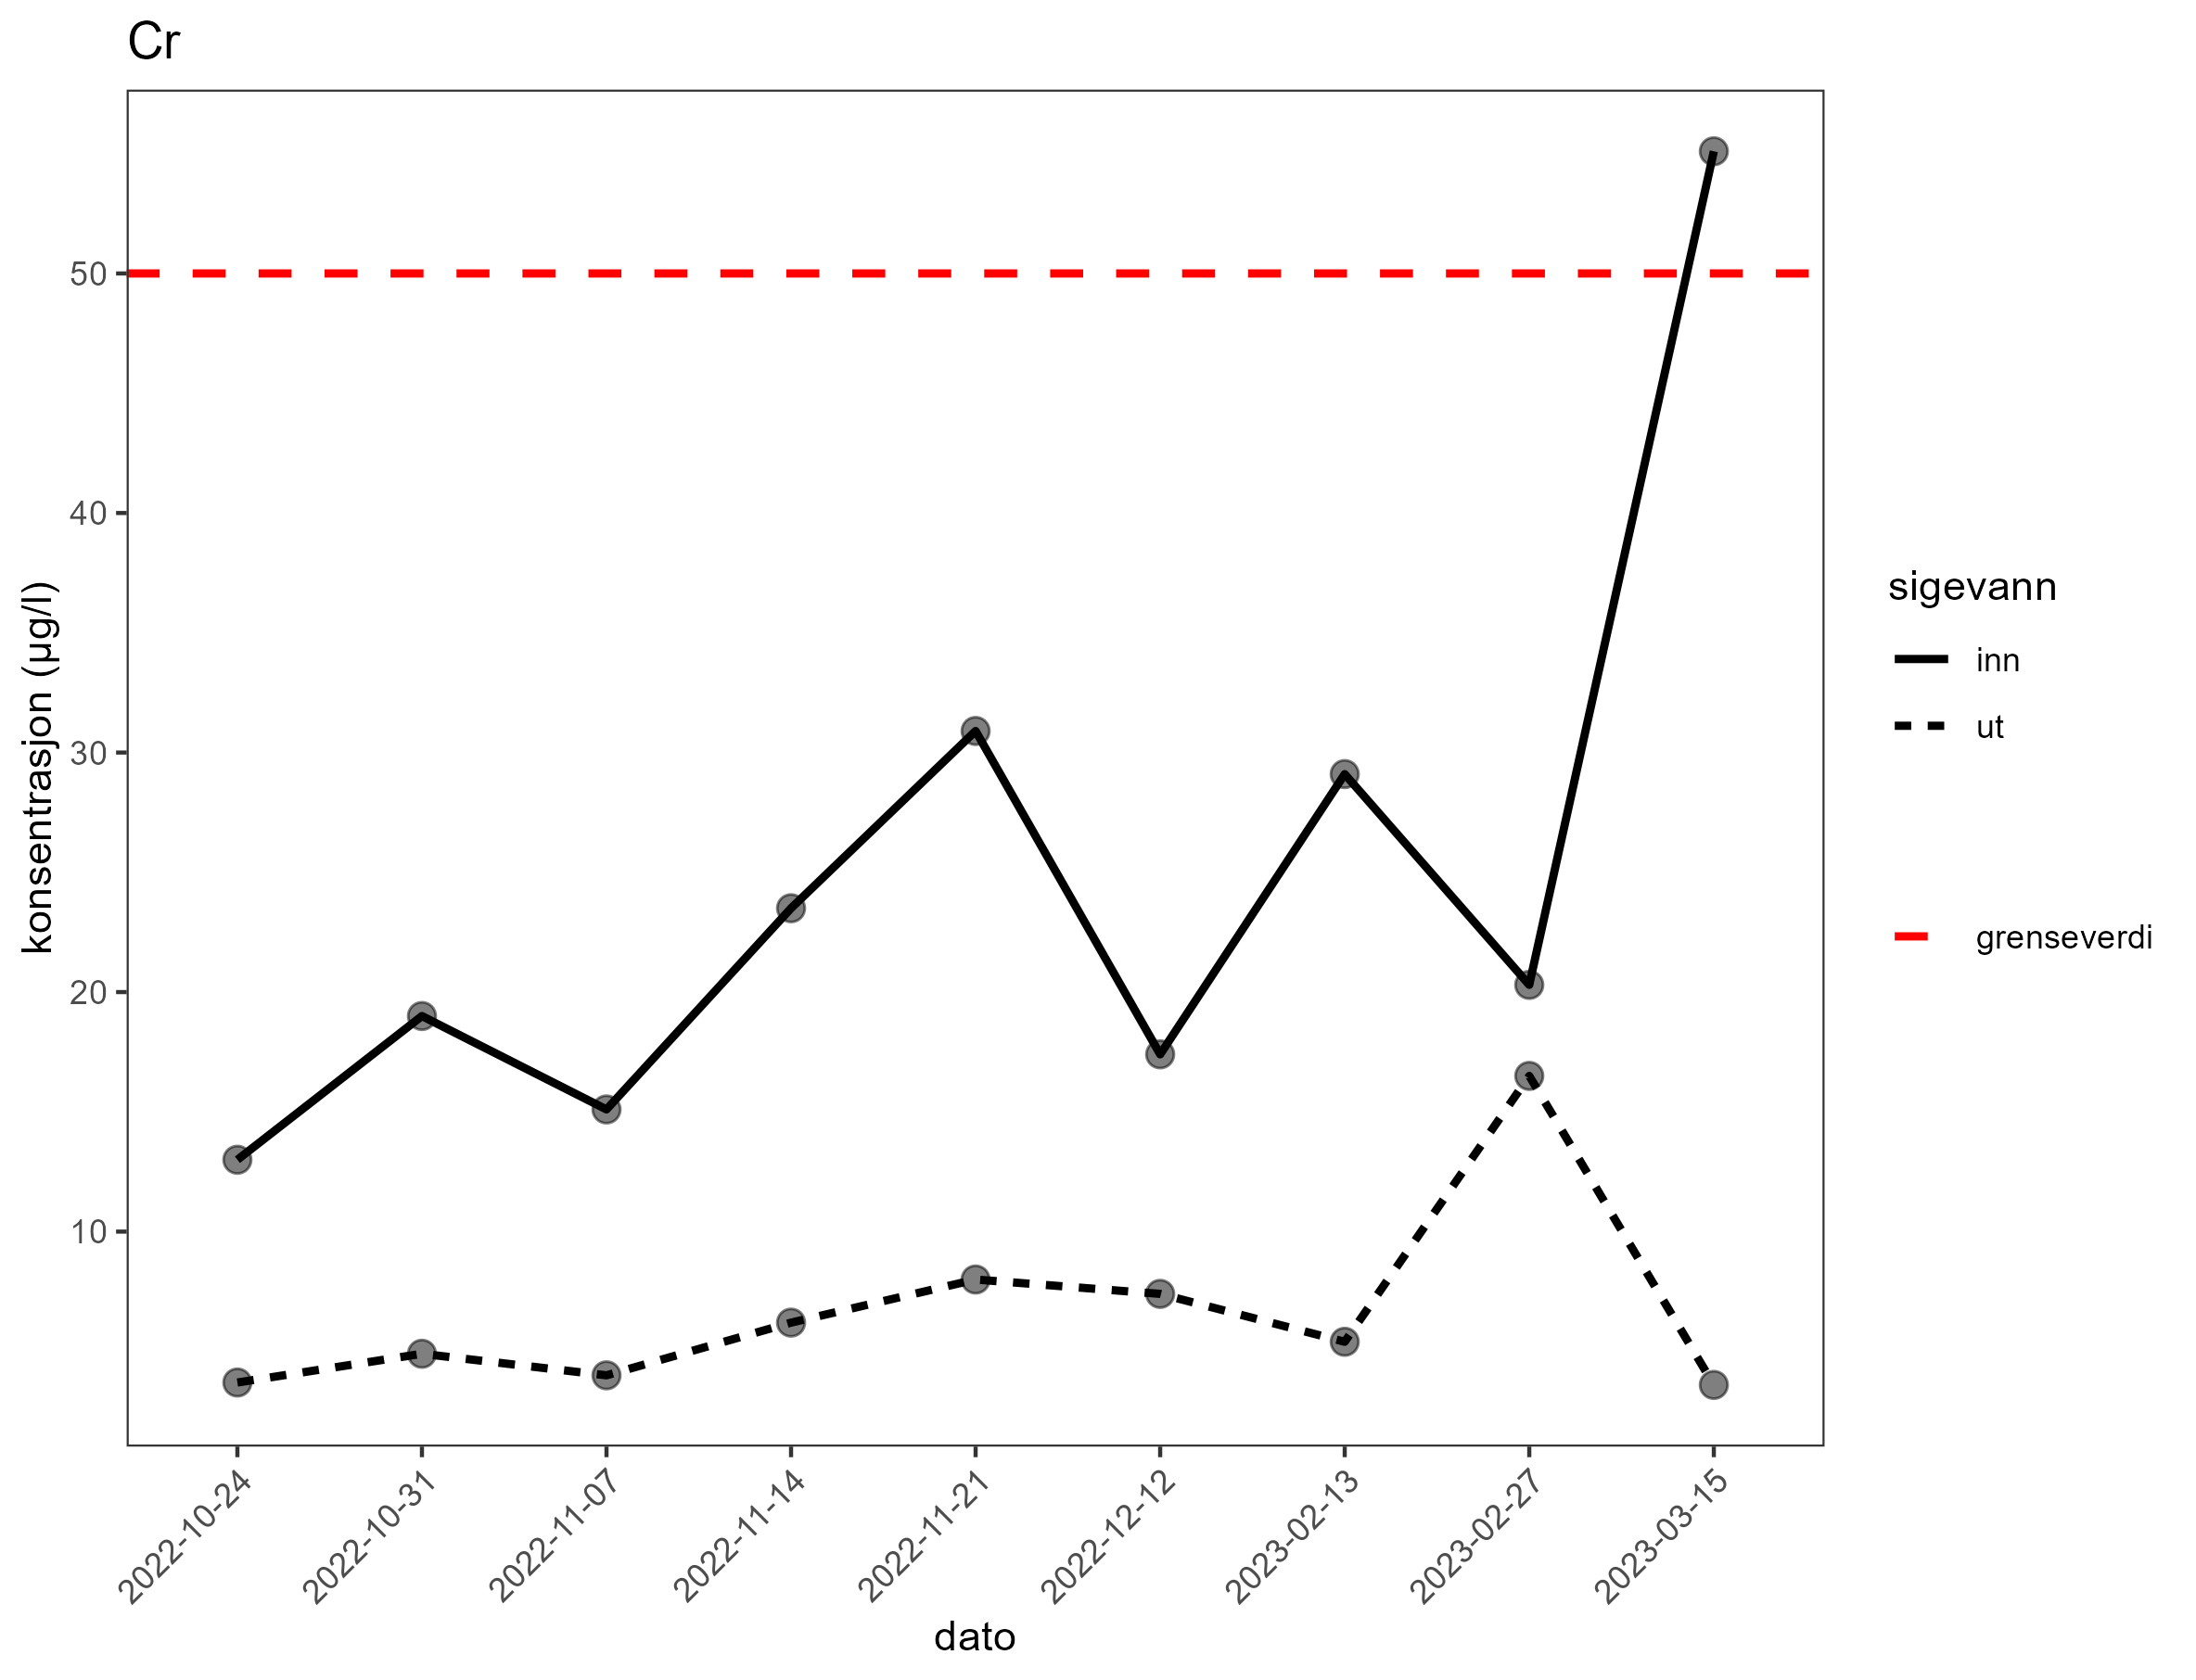 Cr
konsentrasjon (µg/l)
50
40
30
20
10
2022-10-24
2022-10-31
2022-11-07
2022-11-14
2022-11-21
2022-12-12
2023-02-13
2023-02-27
2023-03-15
dato
sigevann
inn
ut
grenseverdi